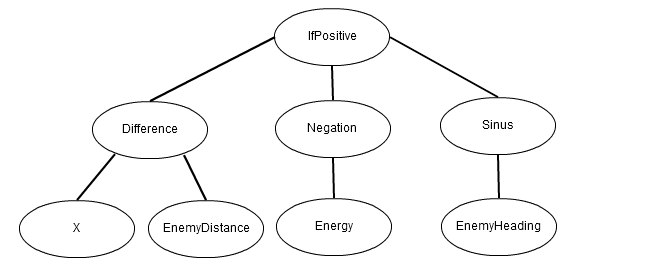 IfPositive
Difference
Negation
Sinus
X
EnemyDistance
Energy
EnemyHeading